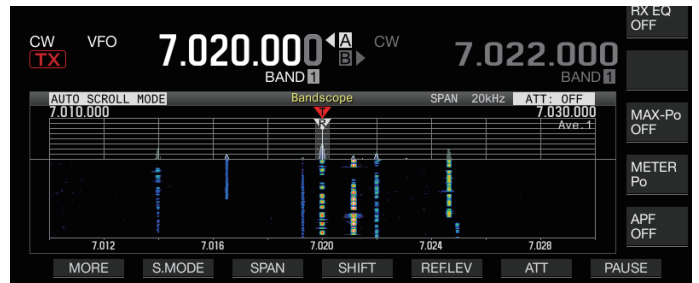 RX EQ
OFF
CW VFO 7.020.000 A CW 7.022.000
TX B
BAND 1 BAND 1
AUTO SCROLL MODE Bandscope SPAN 20kHz ATT: OFF
7.010.000 T 7.030.000
R Ave.1
MAX-Po
OFF
METER
Po
APF
OFF
7.012 7.016 7.020 7.024 7.028
MORE S.MODE SPAN SHIFT REF.LEV ATT PAUSE